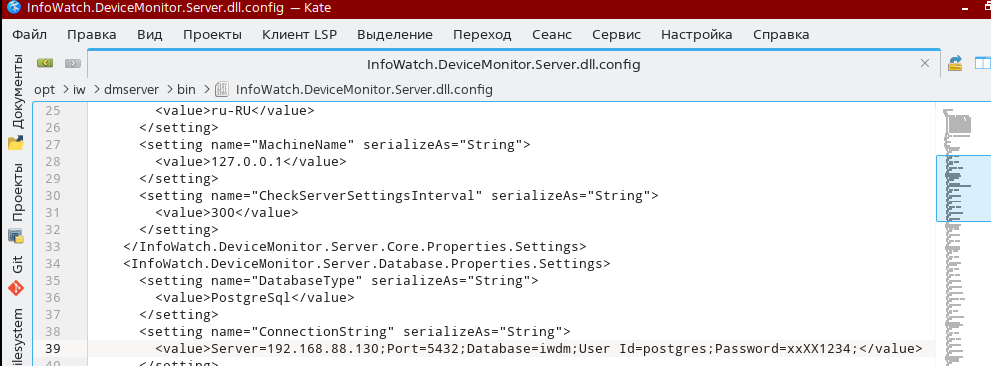 InfoWatch.DeviceMonitor.Server.dll.config — Kate
Файл Правка Вид Проекты Клиент LSP Выделение Переход Сеанс Сервис Настройка Справка
InfoWatch.DeviceMonitor.Server.dll.config
opt > iw > dmserver > bin > InfoWatch.DeviceMonitor.Server.dll.config
Документы
Проекты
Git
25 <value>ru-RU</value>
26 </setting>
27 <setting name="MachineName" serializeAs="String">
28 <value>127.0.0.1</value>
29 </setting>
30 <setting name="CheckServerSettingsInterval" serializeAs="String">
31 <value>300</value>
32 </setting>
33 </InfoWatch.DeviceMonitor.Server.Core.Properties.Settings>
34 <InfoWatch.DeviceMonitor.Server.Database.Properties.Settings>
35 <setting name="DatabaseType" serializeAs="String">
36 <value>PostgreSql</value>
37 </setting>
38 <setting name="ConnectionString" serializeAs="String">
39 <value>Server=192.168.88.130;Port=5432;Database=iwdm;User Id=postgres;Password=xxXX1234;</value>
40 </setting>